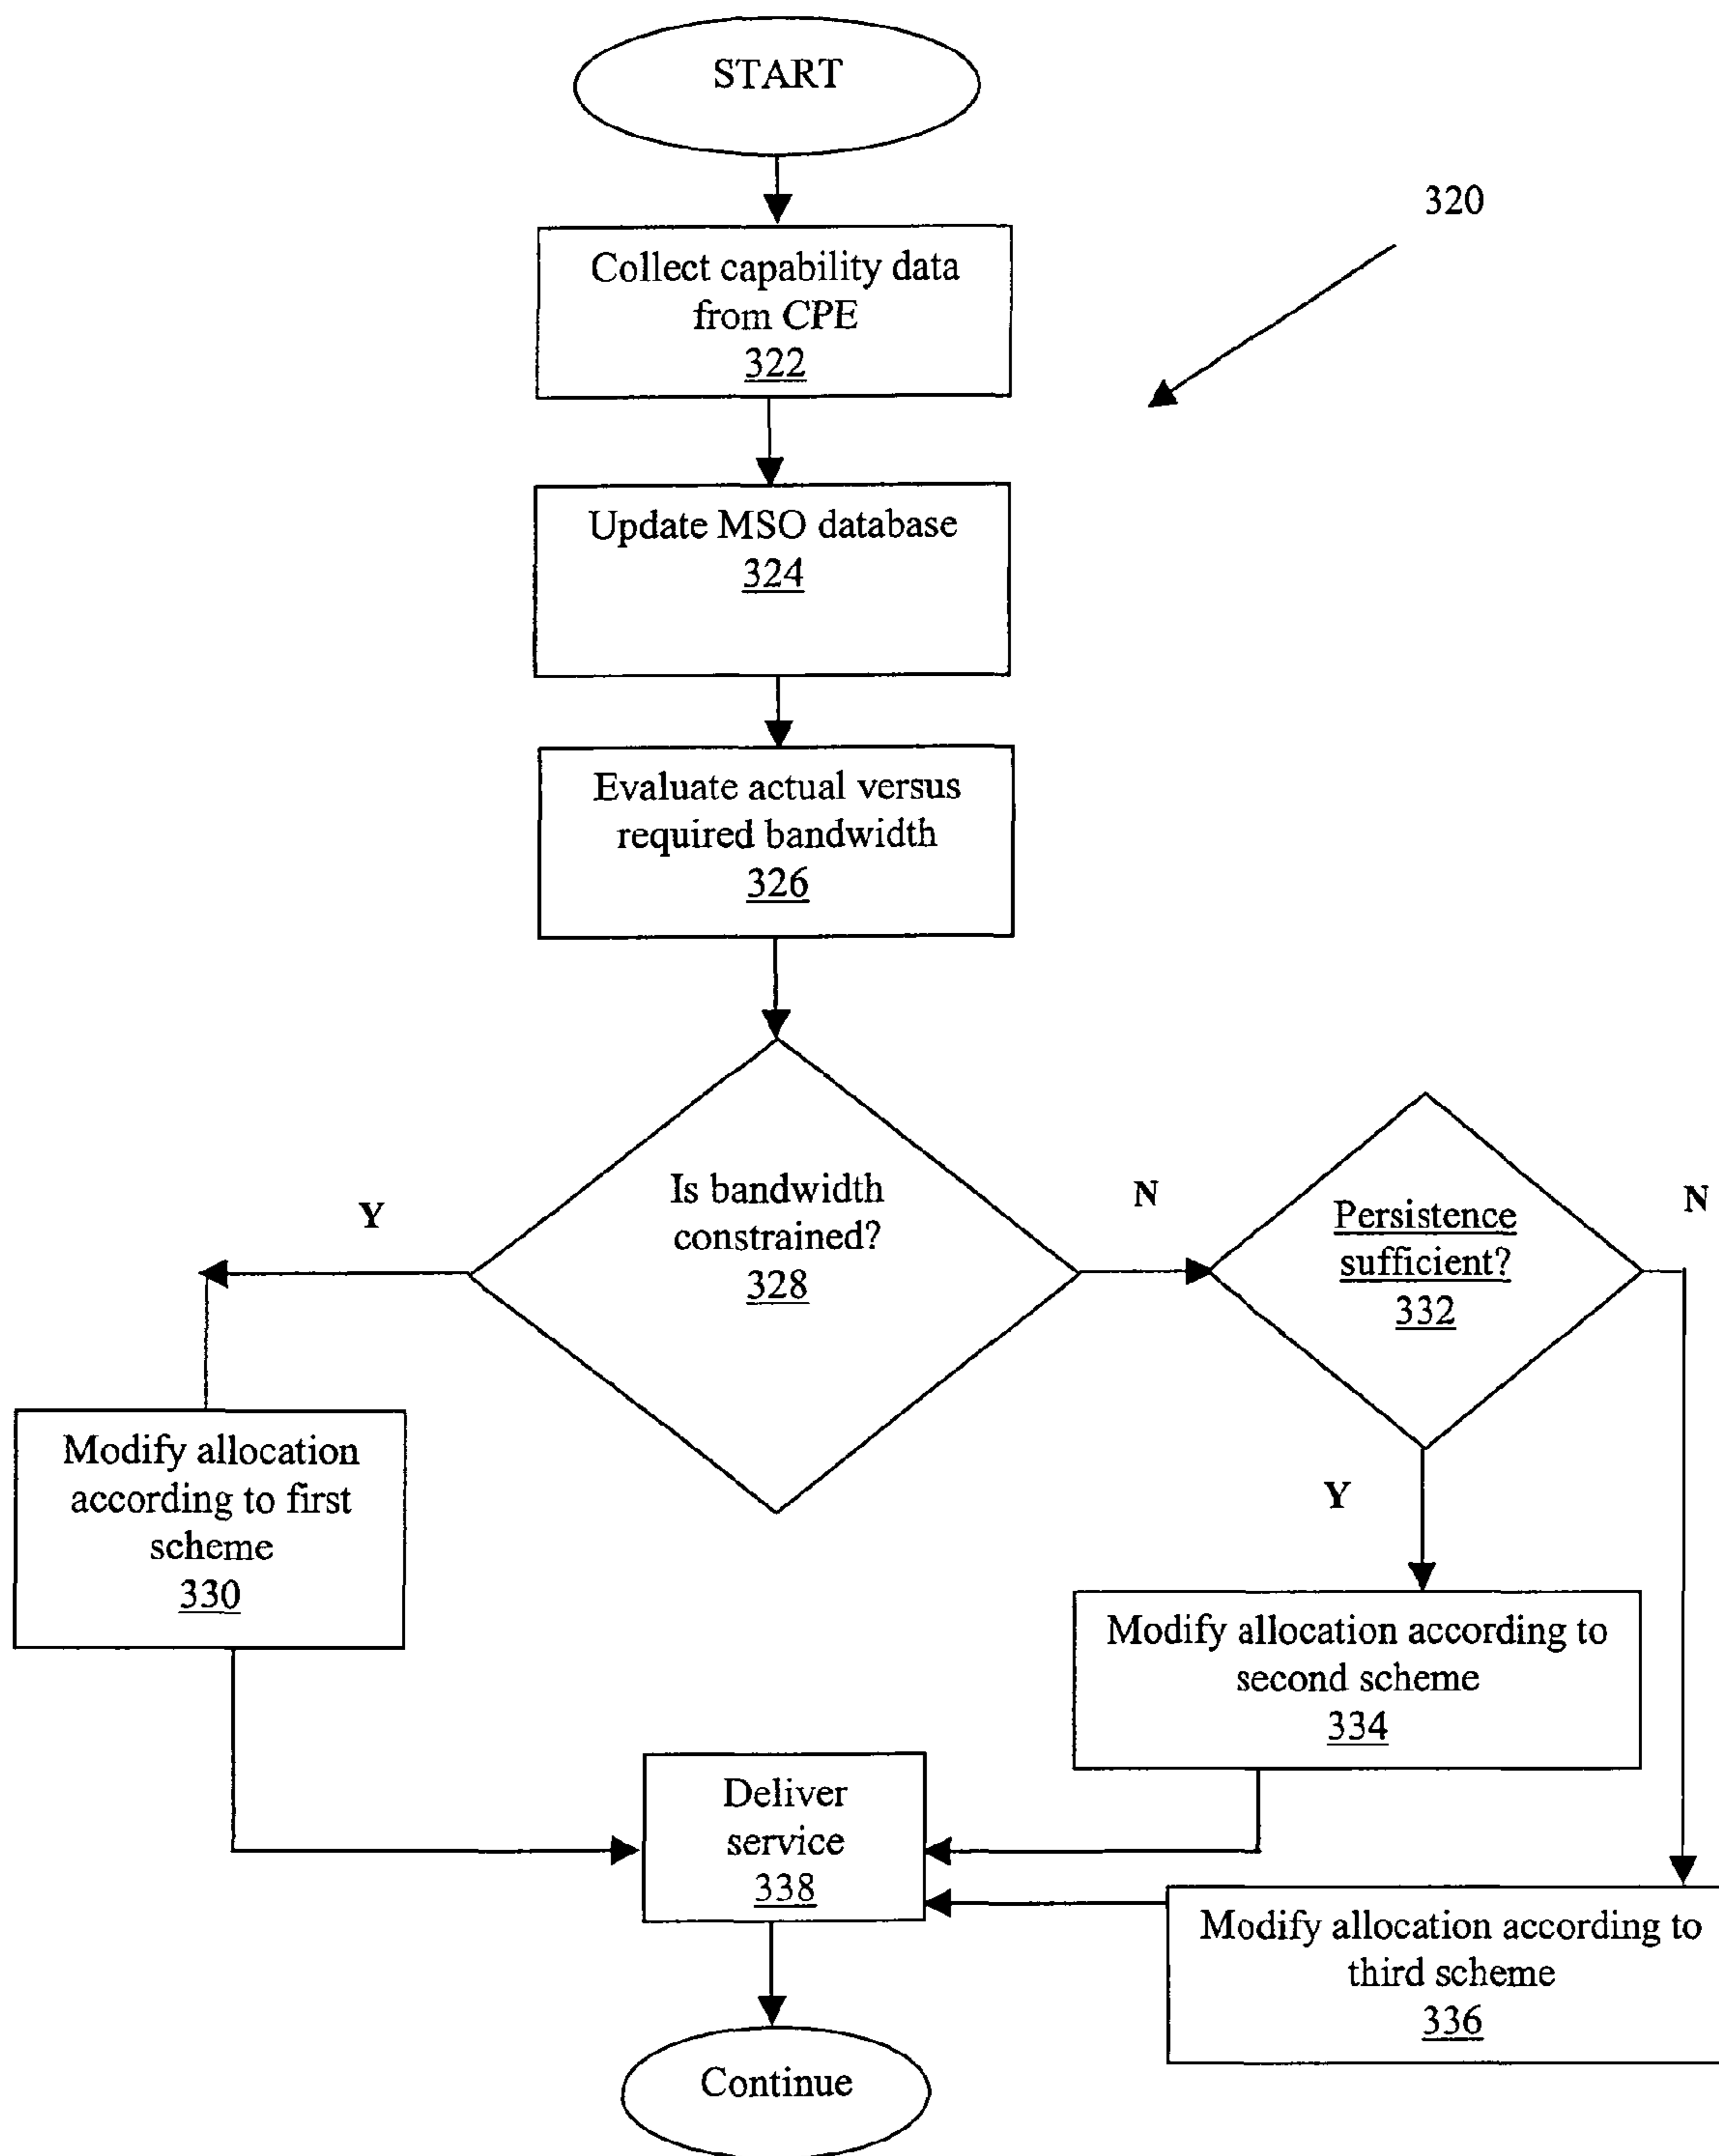 START
320
Collect capability data
from CPE
322
Update MSO database
324
Evaluate actual versus
required bandwidth
326
Is bandwidth
constrained?
328
Y
N
Persistence
sufficient?
332
N
Y
Modify allocation
according to first
scheme
330
Modify allocation according to
second scheme
334
Deliver
service
338
Modify allocation according to
third scheme
336
Continue